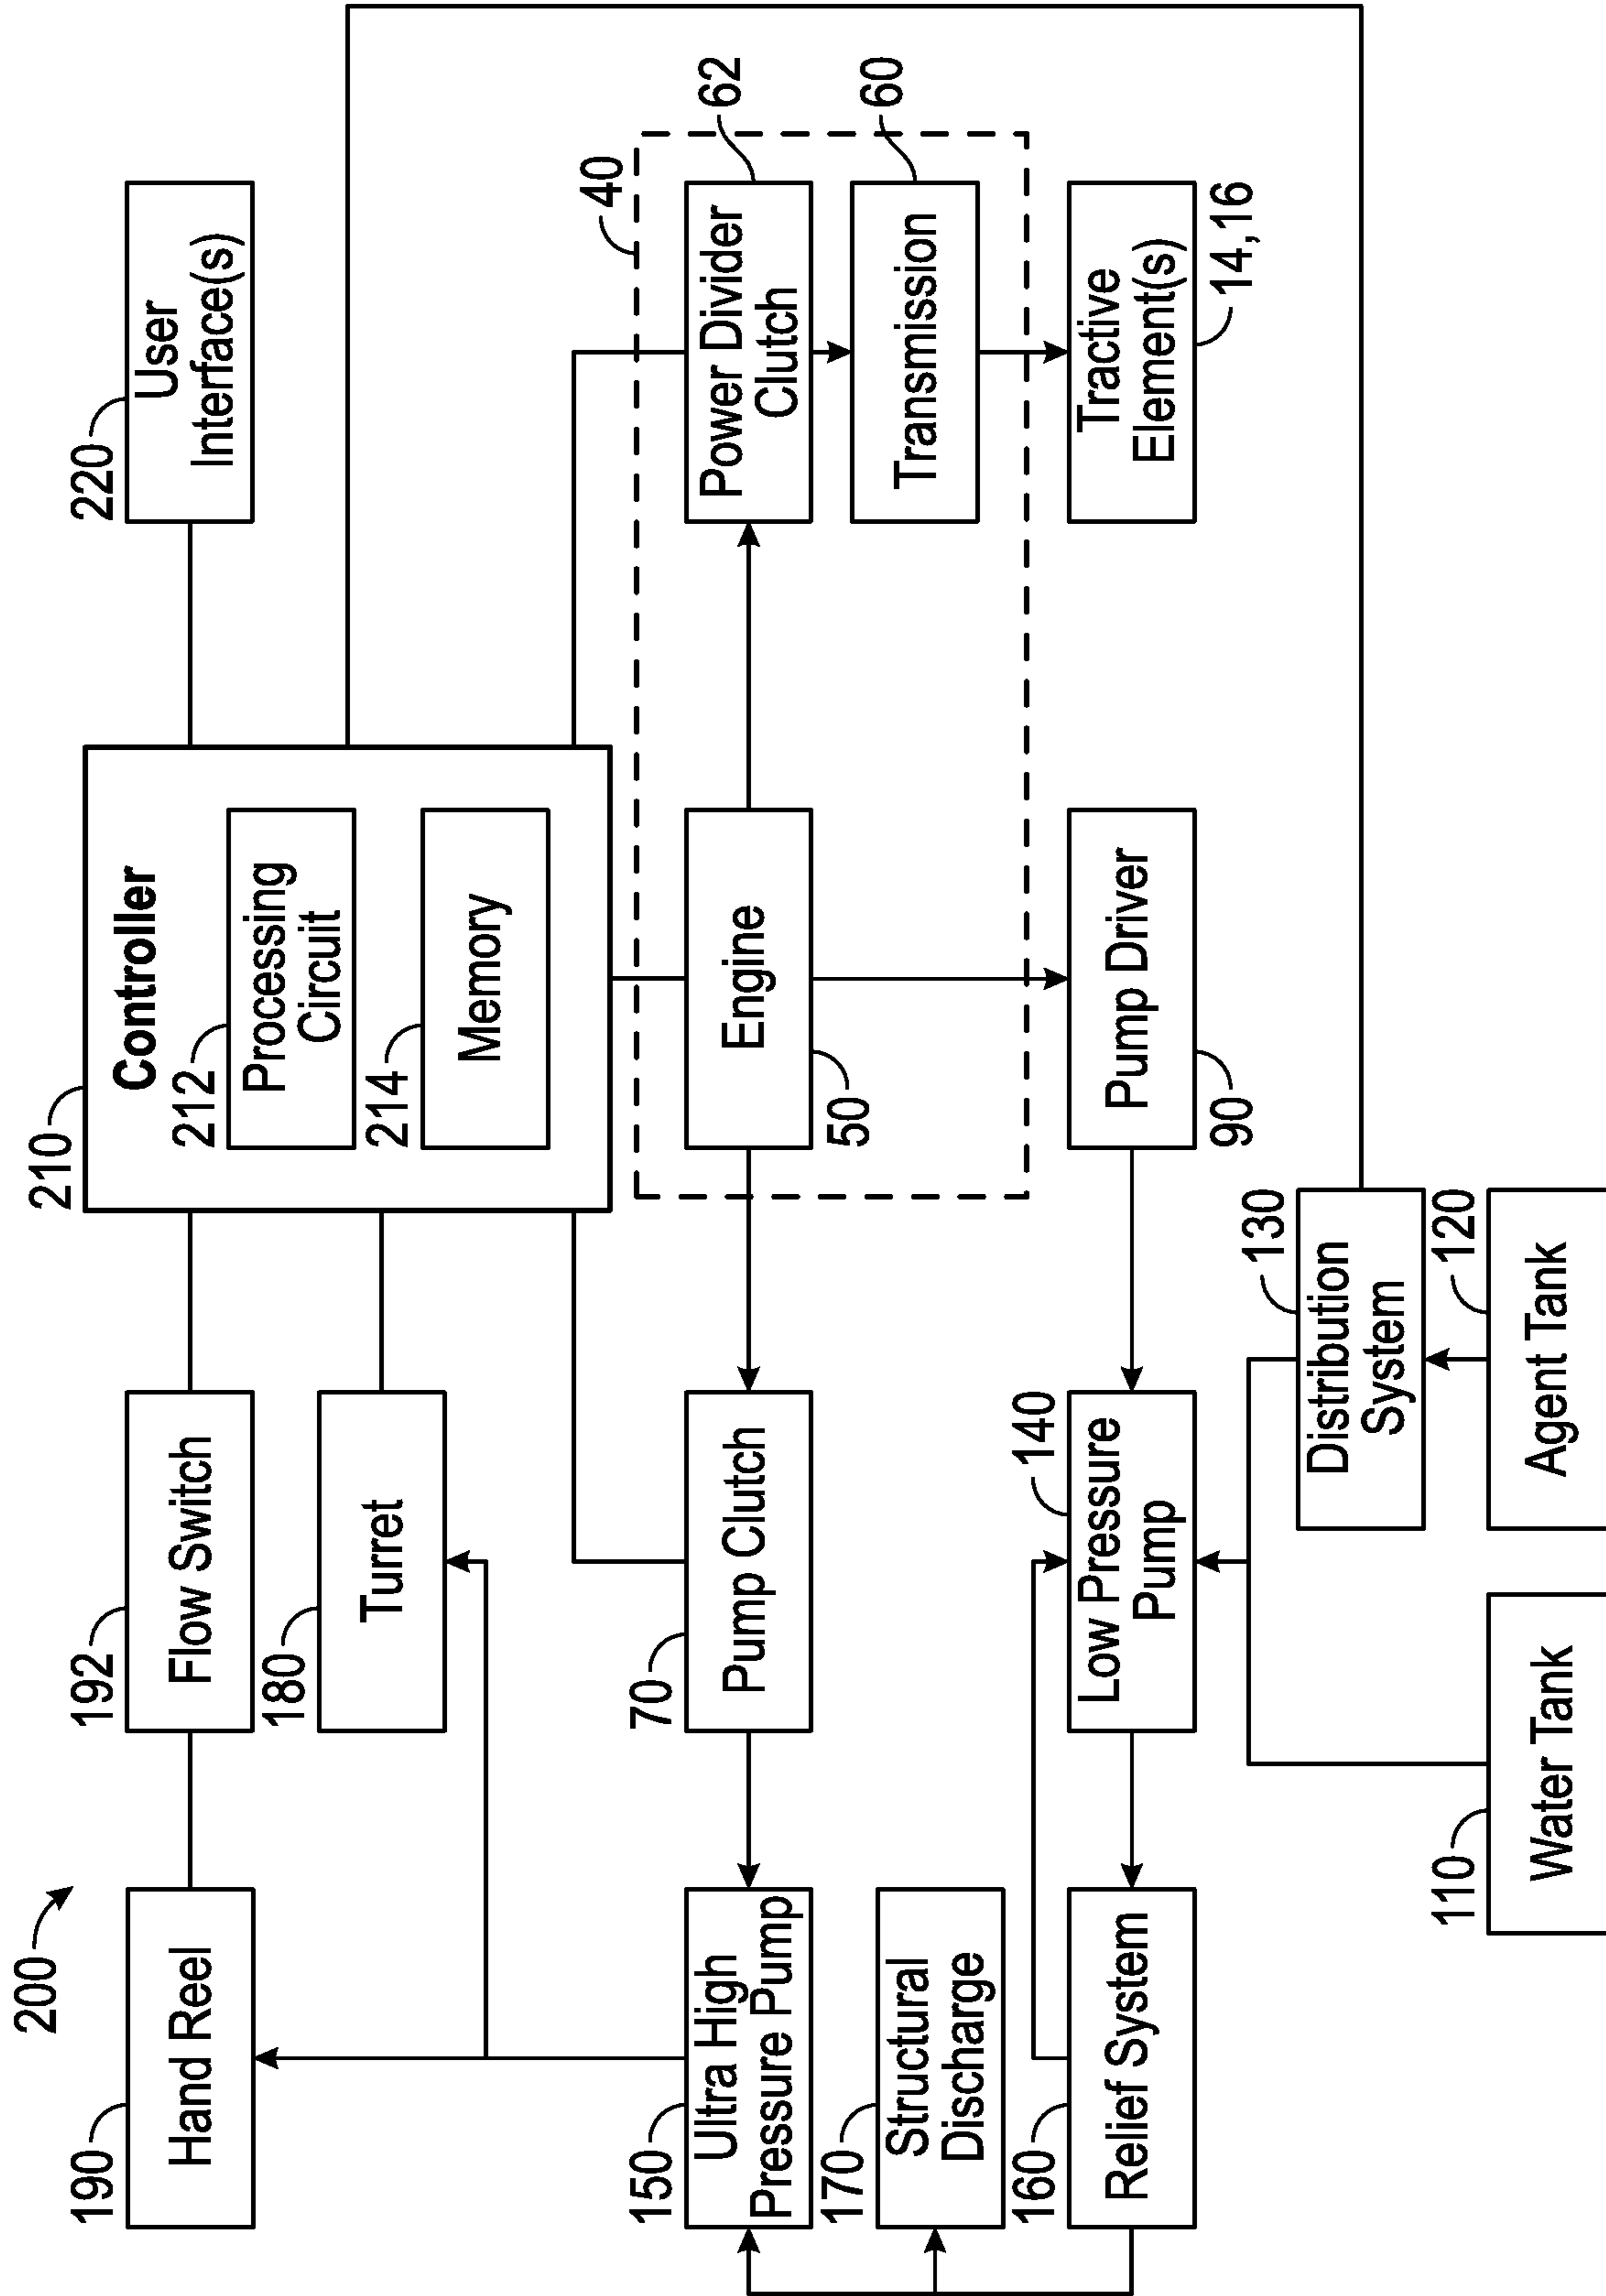 200
190
Hand Reel
192
Flow Switch
180
Turret
210
Controller
212
Processing
Circuit
214
Memory
220
User
Interface(s)
40
150
Ultra High
Pressure Pump
70
Pump Clutch
50
Engine
62
Power Divider
Clutch
60
Transmission
170
Structural
Discharge
160
Relief System
140
Low Pressure
Pump
90
Pump Driver
Tractive
Element(s)
14,16
130
Distribution
System
110
Water Tank
120
Agent Tank